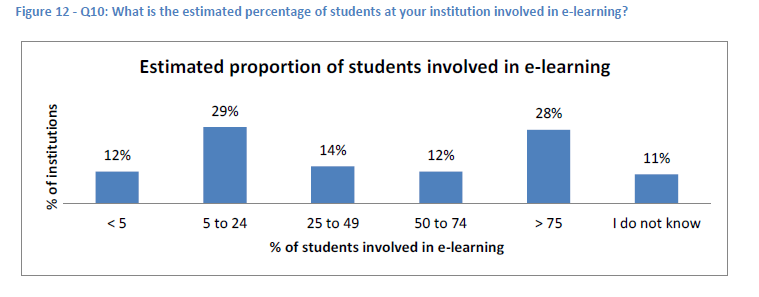 Figure 12 - Q10: What is the estimated percentage of students at your institution involved in e-learning?
Estimated proportion of students involved in e-learning
% of institutions
12%
29%
14%
12%
28%
11%
< 5
5 to 24
25 to 49
50 to 74
> 75
I do not know
% of students involved in e-learning